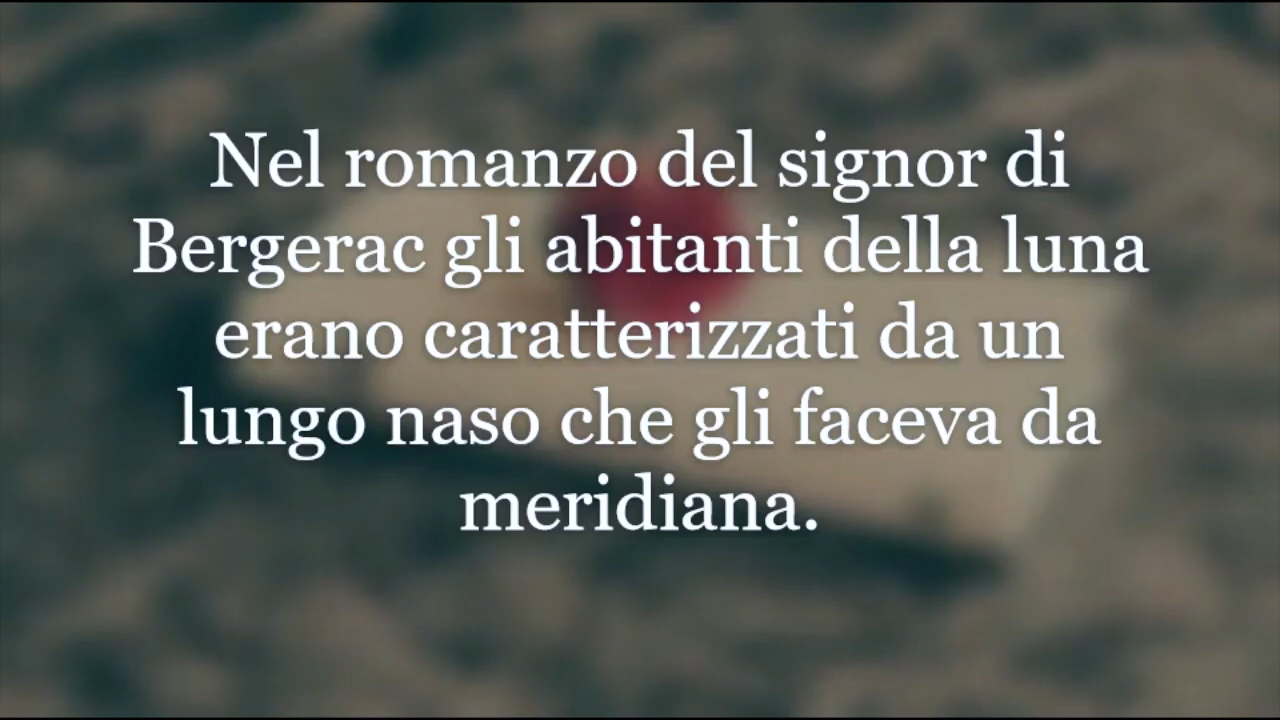 Nel romanzo del signor di
Bergerac gli abitanti della luna
erano caratterizzati da un
lungo naso che gli faceva da
meridiana.